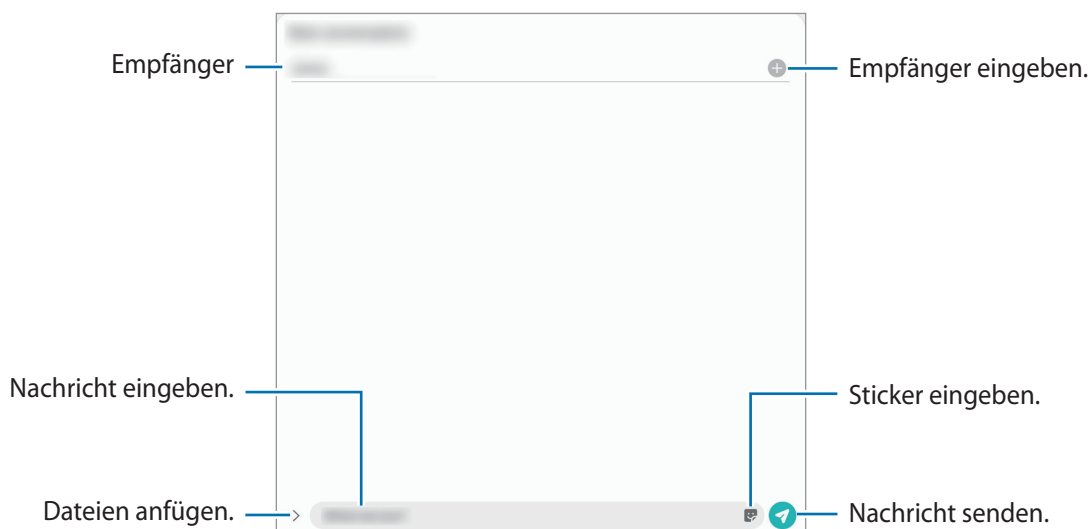 Empfänger
Empfänger eingeben.
Nachricht eingeben.
Sticker eingeben.
Dateien anfügen.
Nachricht senden.